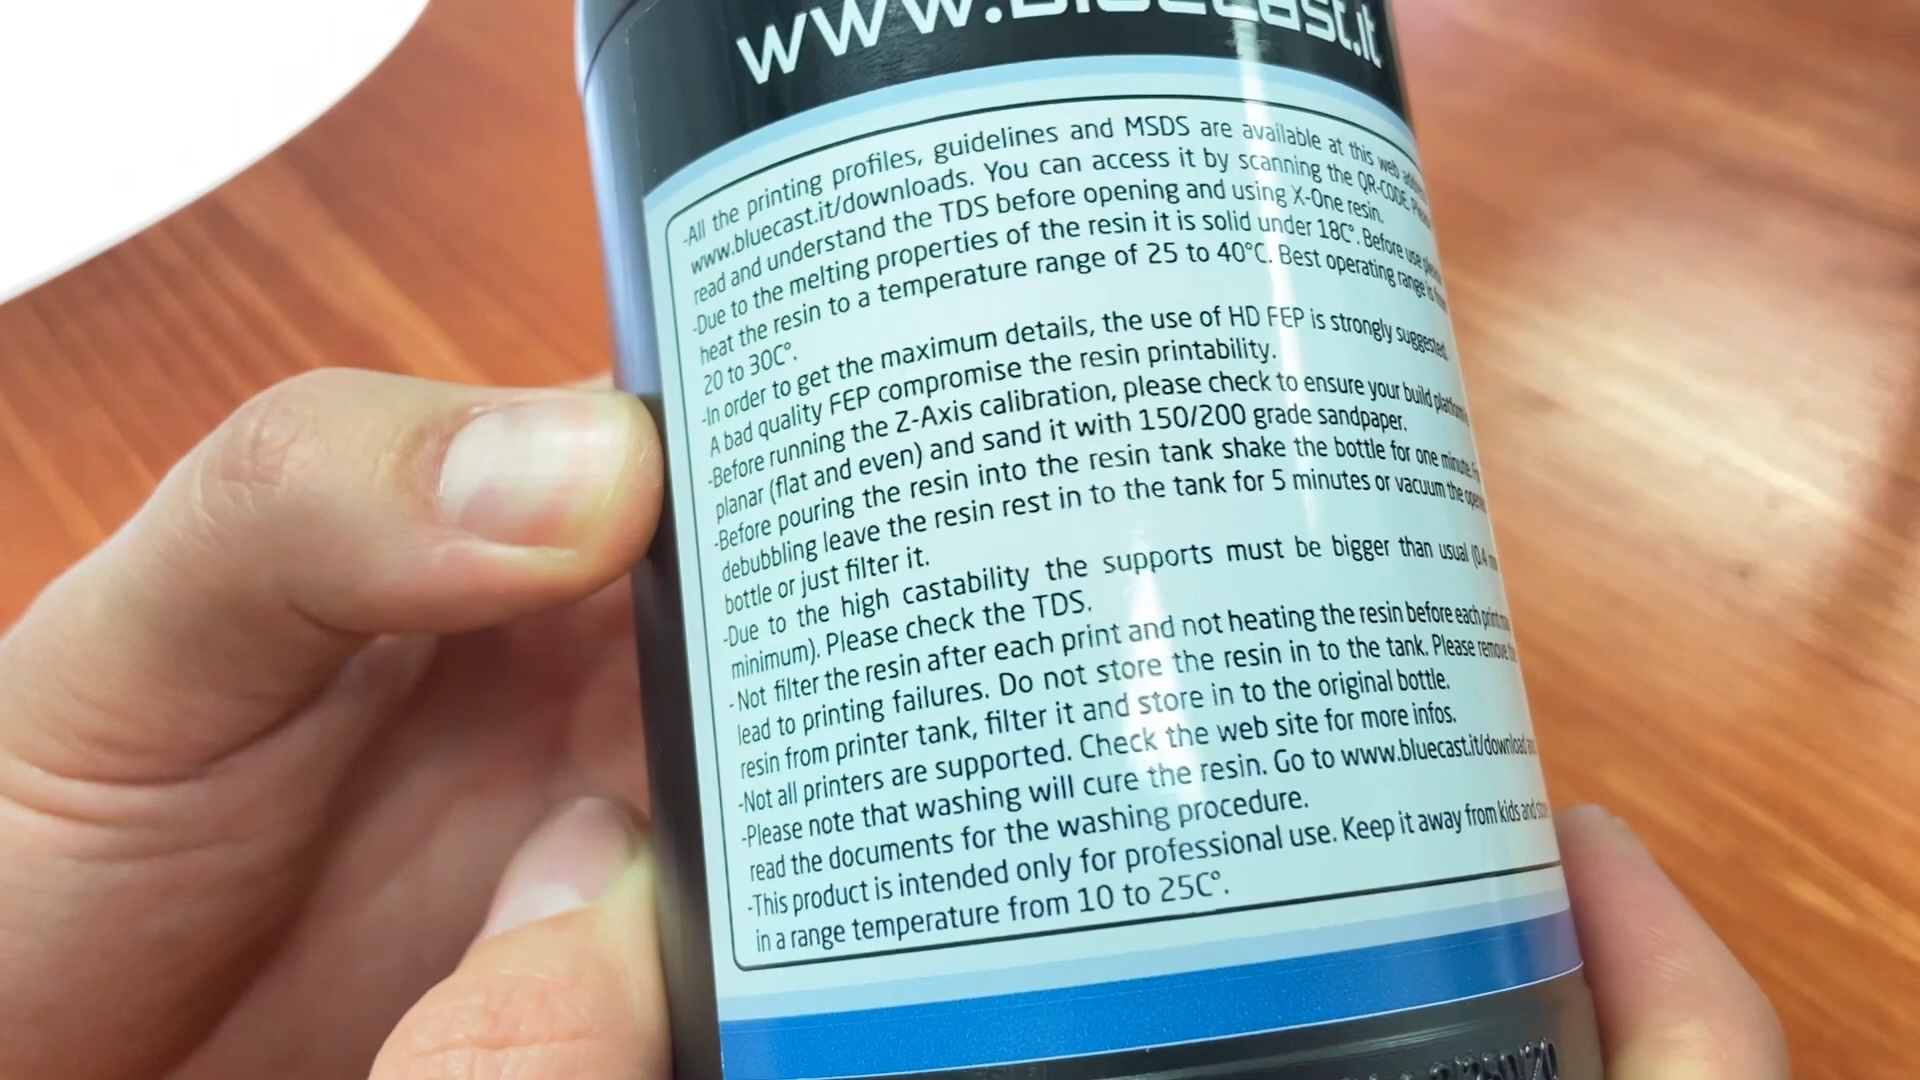 www.bluecast.it
-All the printing profiles, guidelines and MSDS are available at this web
www.bluecast.it/downloads. You can access it by scanning the QR-CODE. Please
read and understand the TDS before opening and using X-One resin.
-Due to the melting properties of the resin it is solid under 18C°. Before use please
heat the resin to a temperature range of 25 to 40°C. Best operating range is from
20 to 30C°.
-In order to get the maximum details, the use of HD FEP is strongly suggested.
A bad quality FEP compromise the resin printability.
-Before running the Z-Axis calibration, please check to ensure your build platform
planar (flat and even) and sand it with 150/200 grade sandpaper.
-Before pouring the resin into the resin tank shake the bottle for one minute.
debubbling leave the resin rest in to the tank for 5 minutes or vacuum the
bottle or just filter it.
-Due to the high castability the supports must be bigger than usual (0.4
minimum). Please check the TDS.
-Not filter the resin after each print and not heating the resin before each print
lead to printing failures. Do not store the resin in to the tank. Please remove
resin from printer tank, filter it and store in to the original bottle.
-Not all printers are supported. Check the web site for more infos.
-Please note that washing will cure the resin. Go to www.bluecast.it/download
read the documents for the washing procedure.
-This product is intended only for professional use. Keep it away from kids and
in a range temperature from 10 to 25C°.